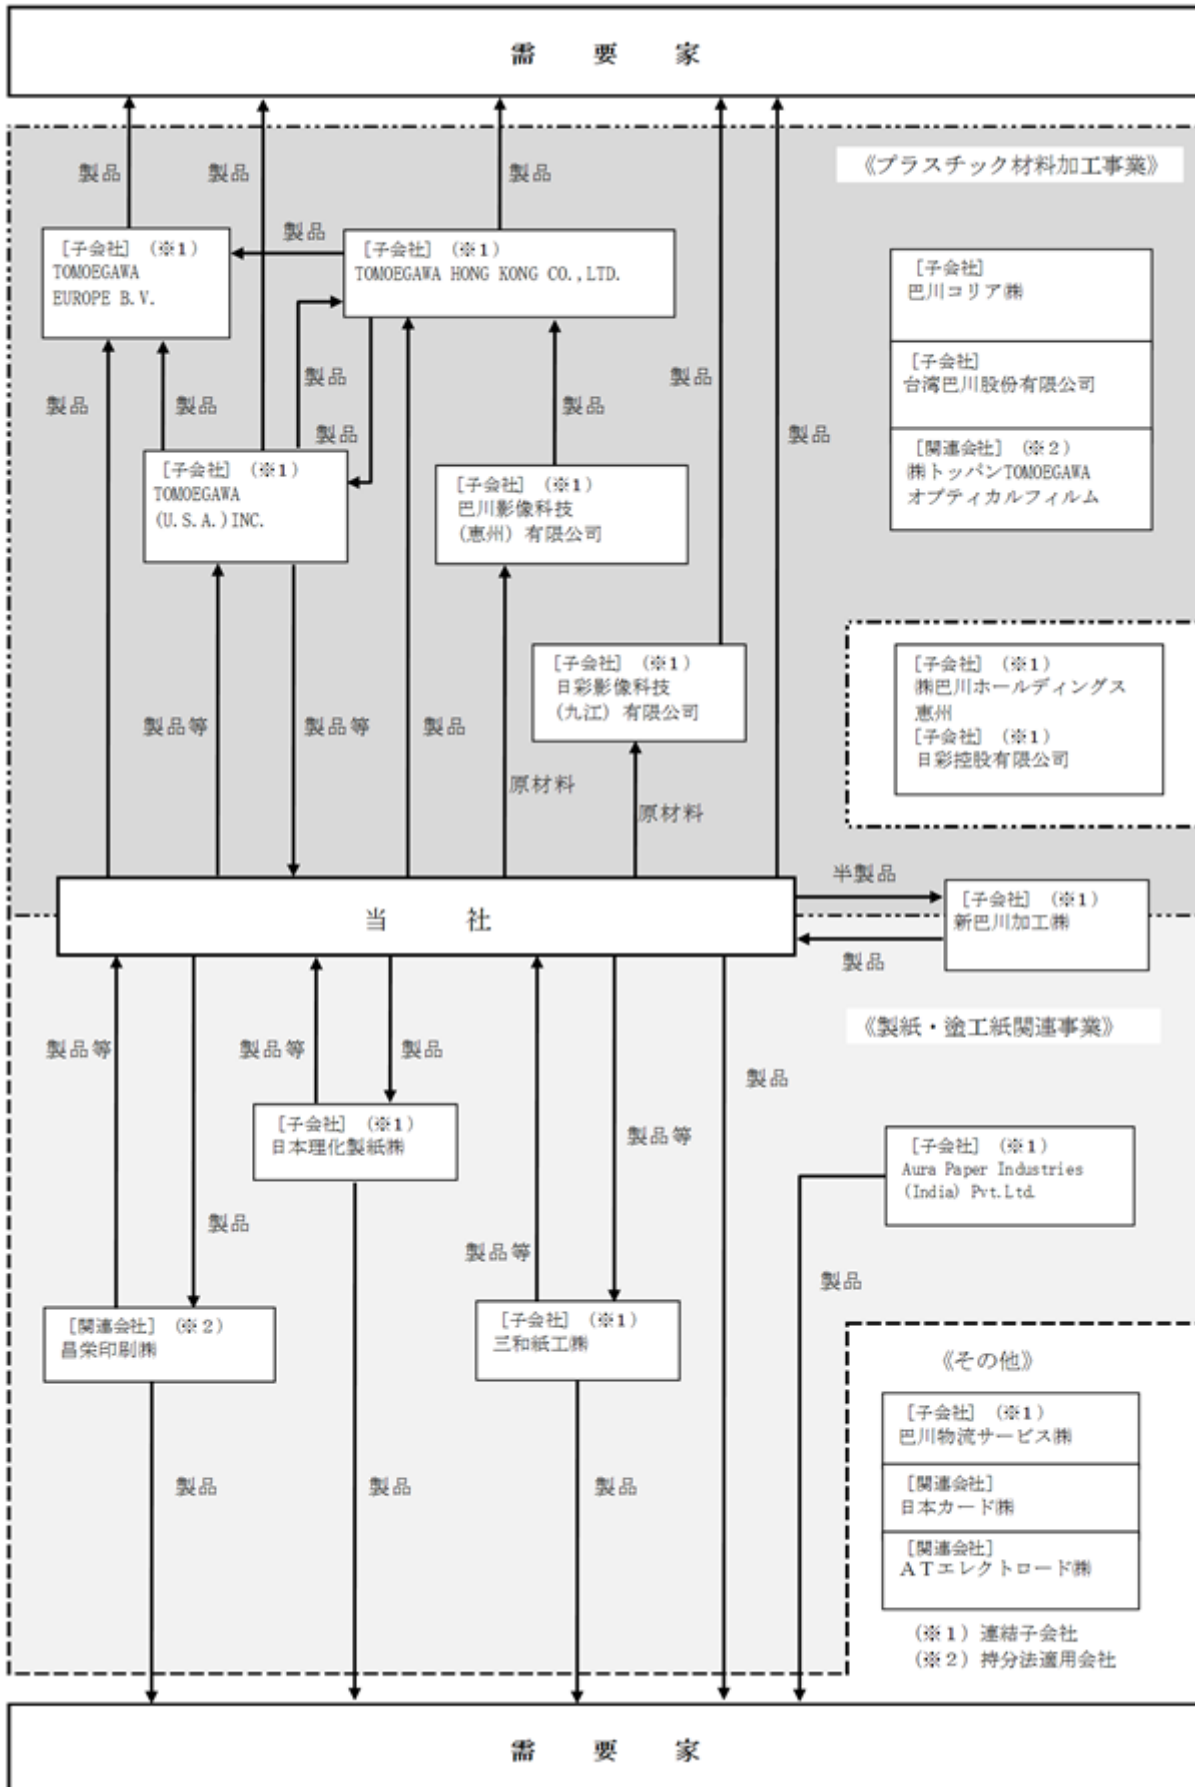 需 要 家
《プラスチック材料加工事業》
製品
製品
製品
製品
[子会社] (※1)
TOMOEGAWA
EUROPE B.V.
[子会社] (※1)
TOMOEGAWA HONG KONG CO.,LTD.
[子会社]
巴川コリア㈱
[子会社]
台湾巴川股份有限公司
[関連会社] (※2)
㈱トッパンTOMOEGAWA
オプティカルフィルム
製品
製品
製品
製品
製品
製品
製品
[子会社] (※1)
TOMOEGAWA
(U.S.A.)INC.
[子会社] (※1)
巴川影像科技
(恵州) 有限公司
[子会社] (※1)
日彩影像科技
(九江) 有限公司
[子会社] (※1)
㈱巴川ホールディングス
恵州
[子会社] (※1)
日彩控股有限公司
製品等
製品等
製品
原材料
原材料
半製品
当 社
[子会社] (※1)
新巴川加工㈱
製品
《製紙・塗工紙関連事業》
製品等
製品等
製品
製品
[子会社] (※1)
日本理化製紙㈱
製品等
[子会社] (※1)
Aura Paper Industries
(India) Pvt.Ltd.
製品
製品等
製品
[関連会社] (※2)
昌栄印刷㈱
[子会社] (※1)
三和紙工㈱
《その他》
[子会社] (※1)
巴川物流サービス㈱
[関連会社]
日本カード㈱
[関連会社]
ATエレクトロード㈱
製品
製品
製品
(※1) 連結子会社
(※2) 持分法適用会社
需 要 家